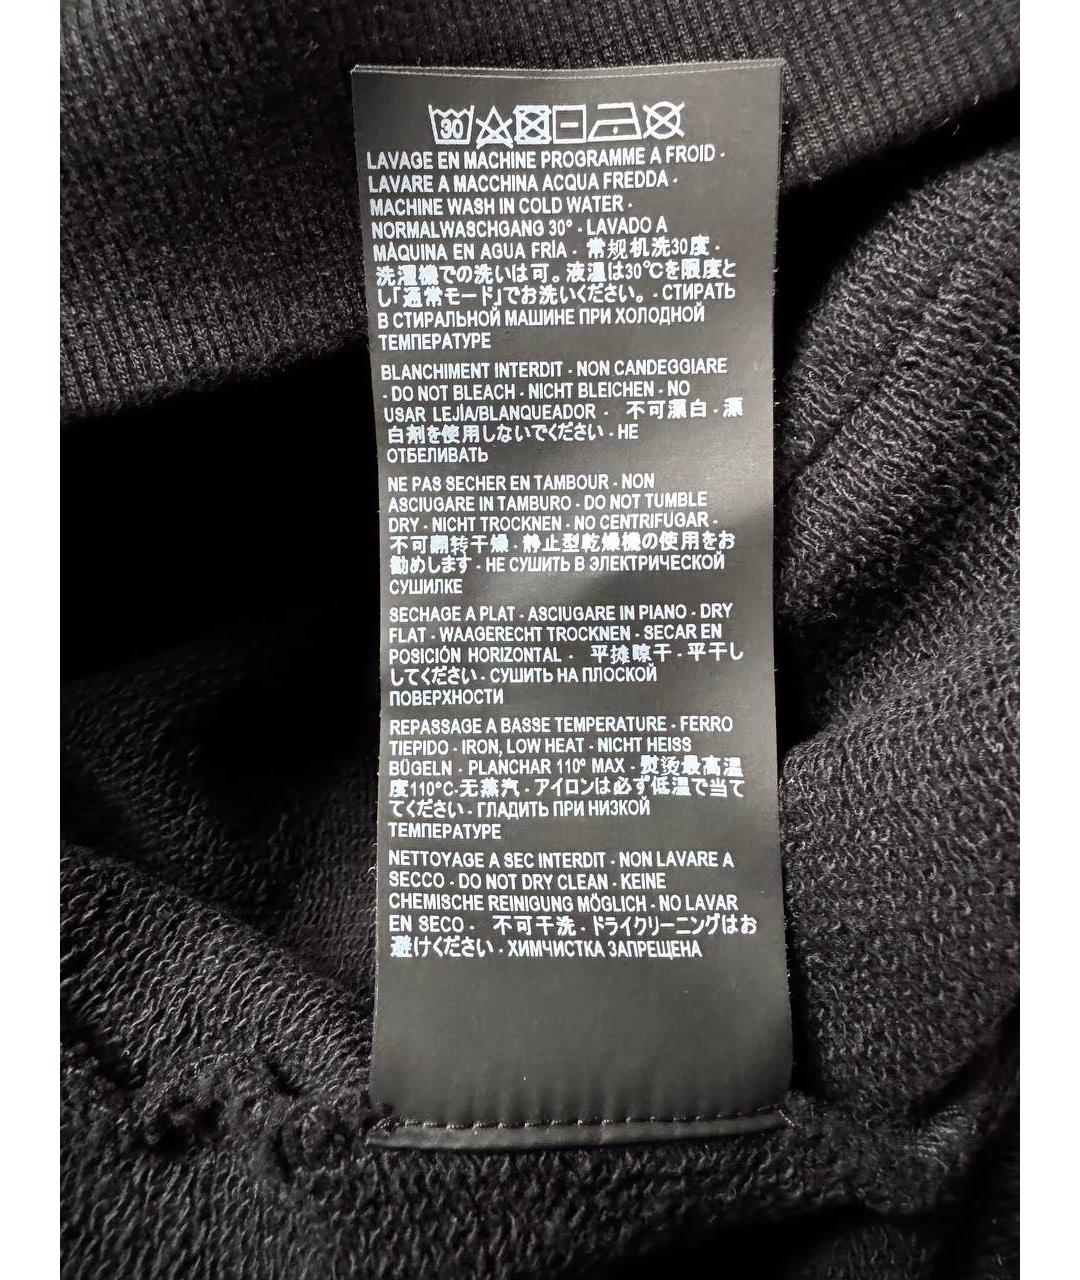 30
LAVAGE EN MACHINE PROGRAMME A FROID -
LAVARE A MACCHINA ACQUA FREDDA -
MACHINE WASH IN COLD WATER -
NORMALWASCHGANG 30° - LAVADO A
MÁQUINA EN AGUA FRÍA - 常规机洗30度 -
洗濯機での洗いは可。液温は30℃を限度と
し「通常モード」でお洗いください。- СТИРАТЬ
В СТИРАЛЬНОЙ МАШИНЕ ПРИ ХОЛОДНОЙ
ТЕМПЕРАТУРЕ
BLANCHIMENT INTERDIT - NON CANDEGGIARE
- DO NOT BLEACH - NICHT BLEICHEN - NO
USAR LEJÍA/BLANQUEADOR - 不可漂白 - 漂
白剤を使用しないでください - НЕ
ОТБЕЛИВАТЬ
NE PAS SECHER EN TAMBOUR - NON
ASCIUGARE IN TAMBURO - DO NOT TUMBLE
DRY - NICHT TROCKNEN - NO CENTRIFUGAR -
不可翻转干燥 - 静止型乾燥機の使用をお
勧めします - НЕ СУШИТЬ В ЭЛЕКТРИЧЕСКОЙ
СУШИЛКЕ
SECHAGE A PLAT - ASCIUGARE IN PIANO - DRY
FLAT - WAAGERECHT TROCKNEN - SECAR EN
POSICIÓN HORIZONTAL - 平摊晾干 - 平干し
してください - СУШИТЬ НА ПЛОСКОЙ
ПОВЕРХНОСТИ
REPASSAGE A BASSE TEMPERATURE - FERRO
TIEPIDO - IRON, LOW HEAT - NICHT HEISS
BÜGELN - PLANCHAR 110° MAX - 熨烫最高温
度110°C-无蒸汽 - アイロンは必ず低温で当て
てください - ГЛАДИТЬ ПРИ НИЗКОЙ
ТЕМПЕРАТУРЕ
NETTOYAGE A SEC INTERDIT - NON LAVARE A
SECCO - DO NOT DRY CLEAN - KEINE
CHEMISCHE REINIGUNG MÖGLICH - NO LAVAR
EN SECO - 不可干洗 - ドライクリーニングはお
避けください - ХИМЧИСТКА ЗАПРЕЩЕНА